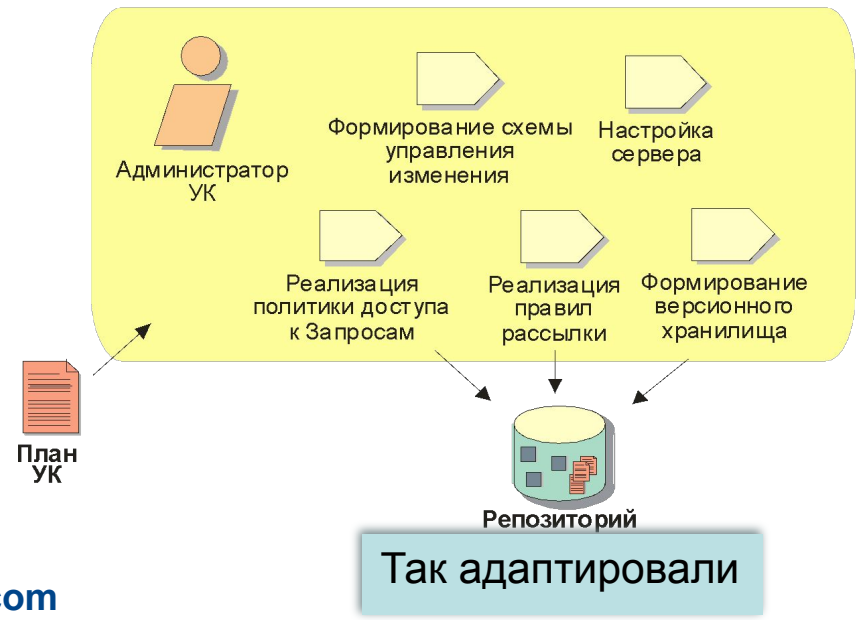 Администратор
УК
Формирование схемы
управления
изменения
Настройка
сервера
Реализация
политики доступа
к Запросам
Реализация
правил
рассылки
Формирование
версионного
хранилища
План
УК
Репозиторий
Так адаптировали
com